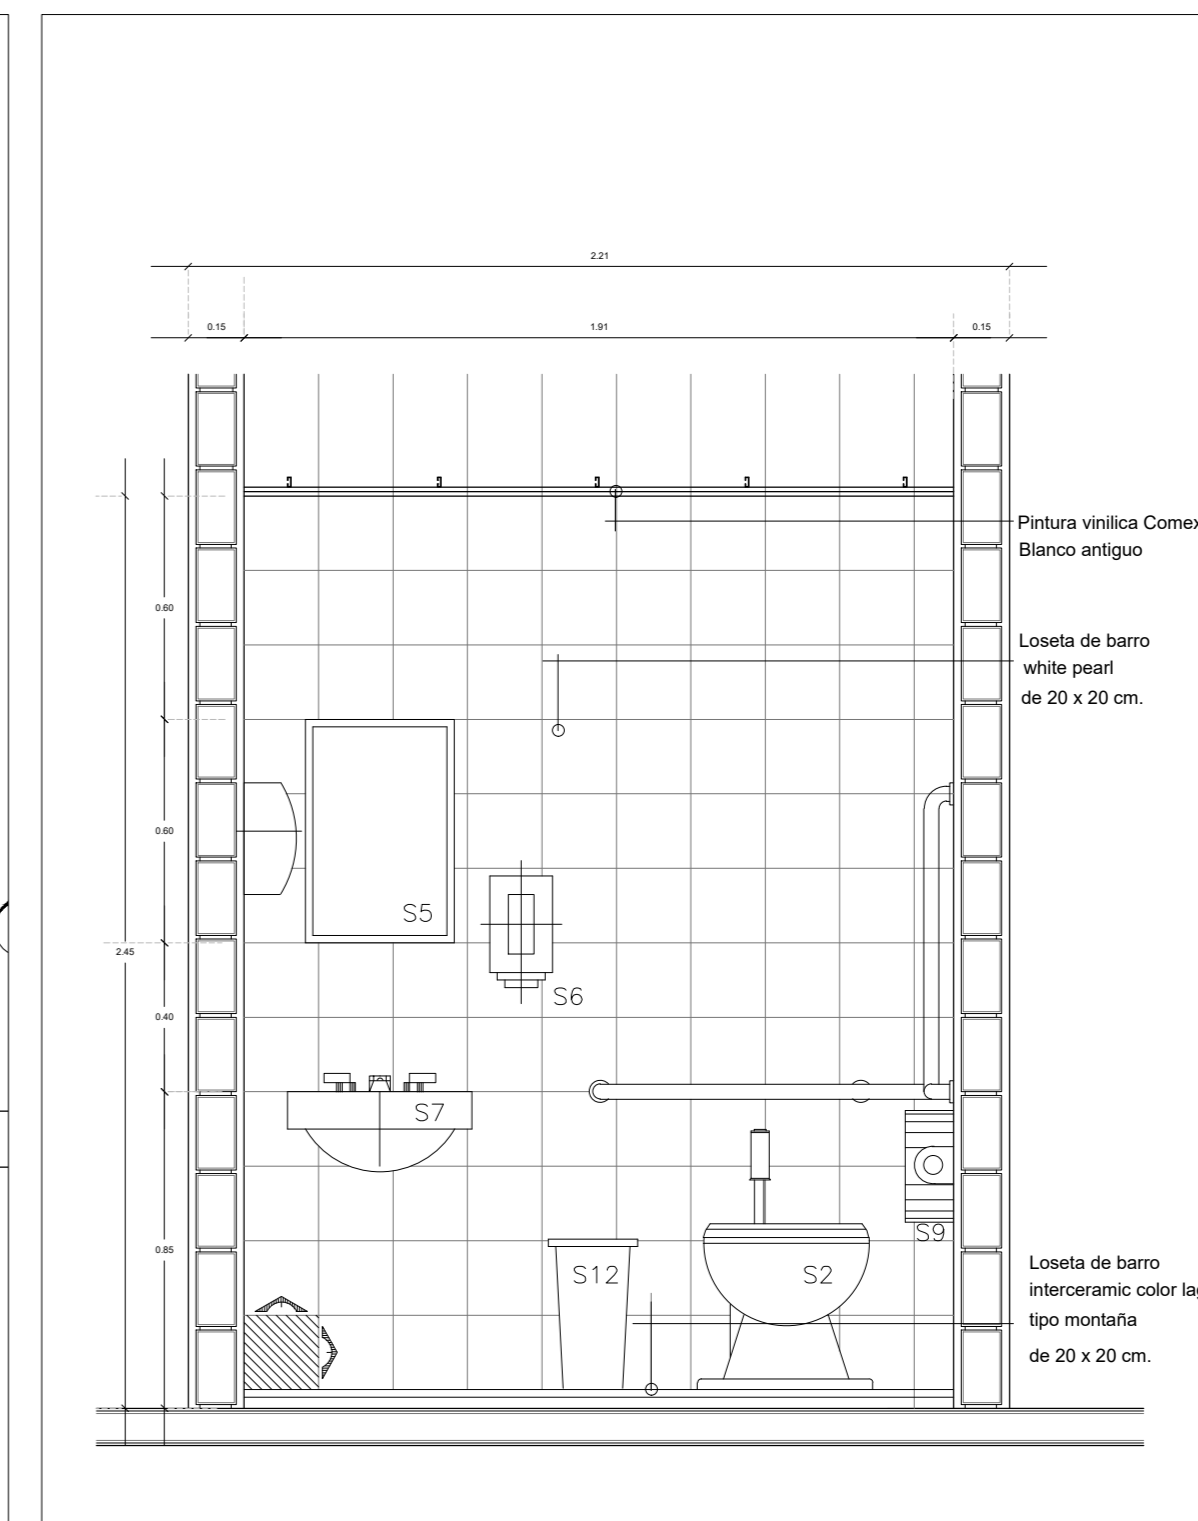 2.21
0.15
1.91
0.15
Pintura vinilica Comex
Blanco antiguo
0.60
Loseta de barro
white pearl
de 20 x 20 cm.
0.60
S5
2.45
S6
0.40
S7
S9
0.85
S12
S2
Loseta de barro
interceramic color
tipo montaña
de 20 x 20 cm.